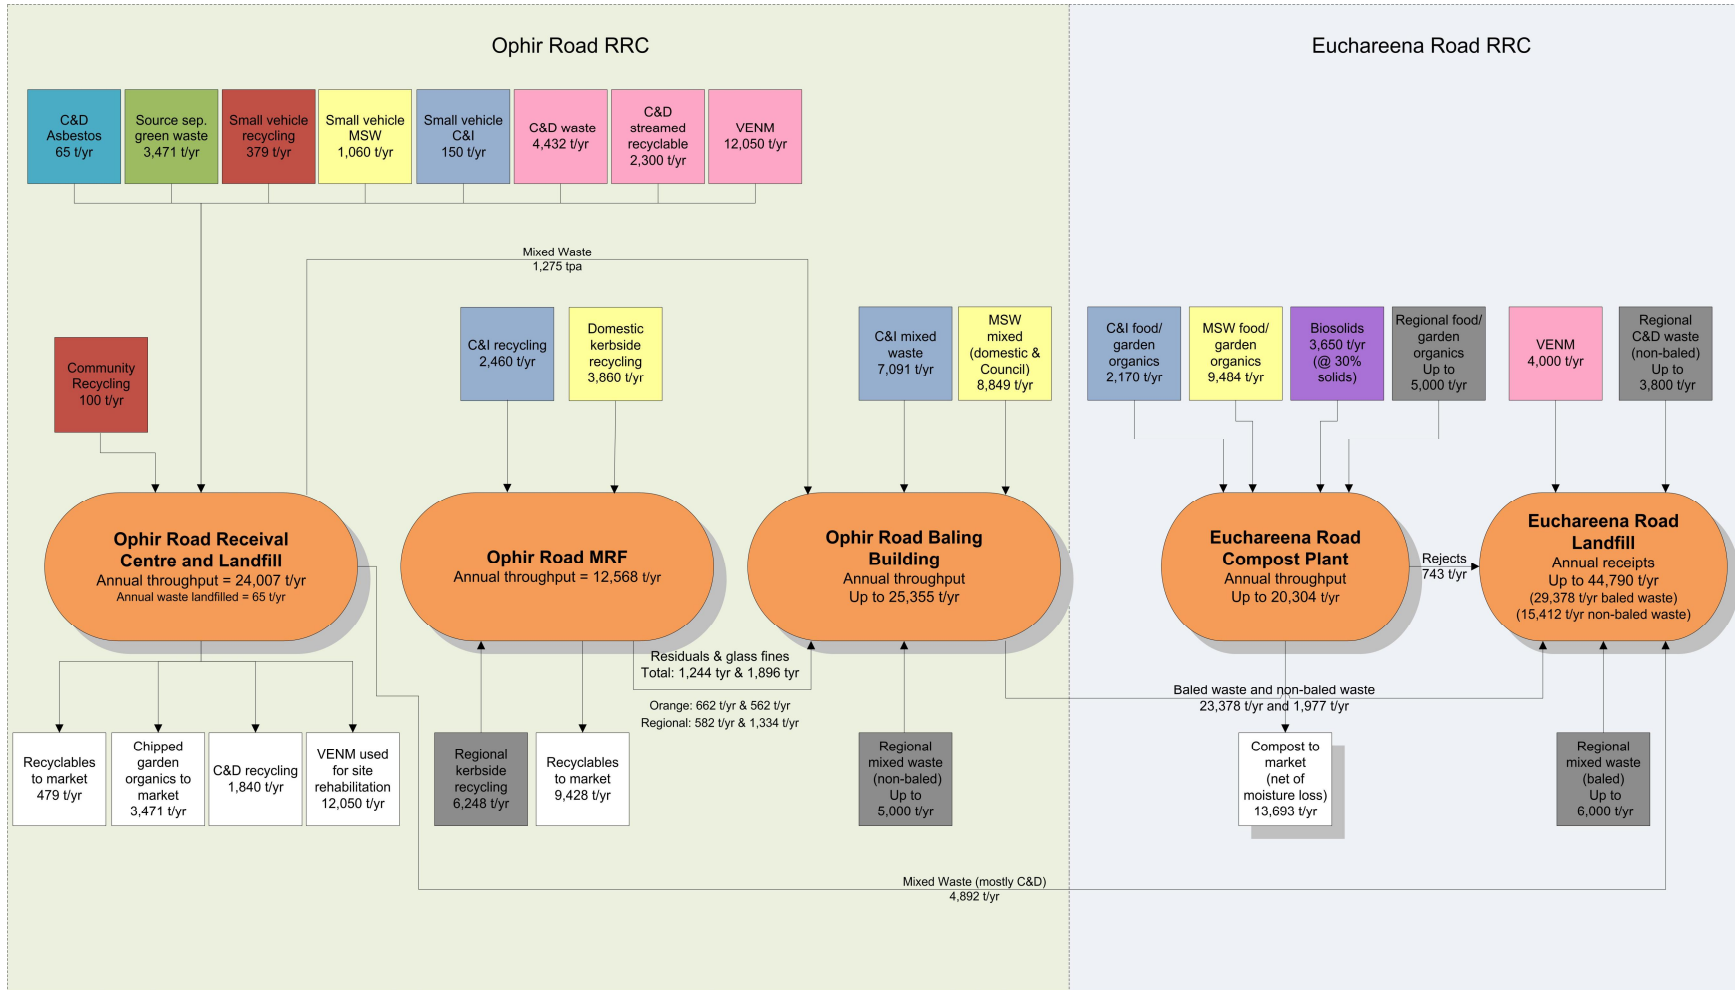 Ophir Road RRC
Euchareena Road RRC
C&D
Asbestos
65 t/yr
Source sep.
green waste
3,471 t/yr
Small vehicle
recycling
379 t/yr
Small vehicle
MSW
1,060 t/yr
Small vehicle
C&I
150 t/yr
C&D waste
4,432 t/yr
C&D
streamed
recyclable
2,300 t/yr
VENM
12,050 t/yr
Mixed Waste
1,275 tpa
Community
Recycling
100 t/yr
C&I recycling
2,460 t/yr
Domestic
kerbside
recycling
3,860 t/yr
C&I mixed
waste
7,091 t/yr
MSW
mixed
(domestic &
Council)
8,849 t/yr
C&I food/
garden
organics
2,170 t/yr
MSW food/
garden
organics
9,484 t/yr
Biosolids
3,650 t/yr
(@ 30%
solids)
Regional food/
garden
organics
Up to
5,000 t/yr
VENM
4,000 t/yr
Regional
C&D waste
(non-baled)
Up to
3,800 t/yr
Ophir Road Receival
Centre and Landfill
Annual throughput = 24,007 t/yr
Annual waste landfilled = 65 t/yr
Ophir Road MRF
Annual throughput = 12,568 t/yr
Ophir Road Baling
Building
Annual throughput
Up to 25,355 t/yr
Euchareena Road
Compost Plant
Annual throughput
Up to 20,304 t/yr
Rejects
743 t/yr
Euchareena Road
Landfill
Annual receipts
Up to 44,790 t/yr
(29,378 t/yr baled waste)
(15,412 t/yr non-baled waste)
Residuals & glass fines
Total: 1,244 tyr & 1,896 tyr
Orange: 662 t/yr & 562 t/yr
Regional: 582 t/yr & 1,334 t/yr
Baled waste and non-baled waste
23,378 t/yr and 1,977 t/yr
Recyclables
to market
479 t/yr
Chipped
garden
organics to
market
3,471 t/yr
C&D recycling
1,840 t/yr
VENM used
for site
rehabilitation
12,050 t/yr
Regional
kerbside
recycling
6,248 t/yr
Recyclables
to market
9,428 t/yr
Regional
mixed waste
(non-baled)
Up to
5,000 t/yr
Compost to
market
(net of
moisture loss)
13,693 t/yr
Regional
mixed waste
(baled)
Up to
6,000 t/yr
Mixed Waste (mostly C&D)
4,892 t/yr